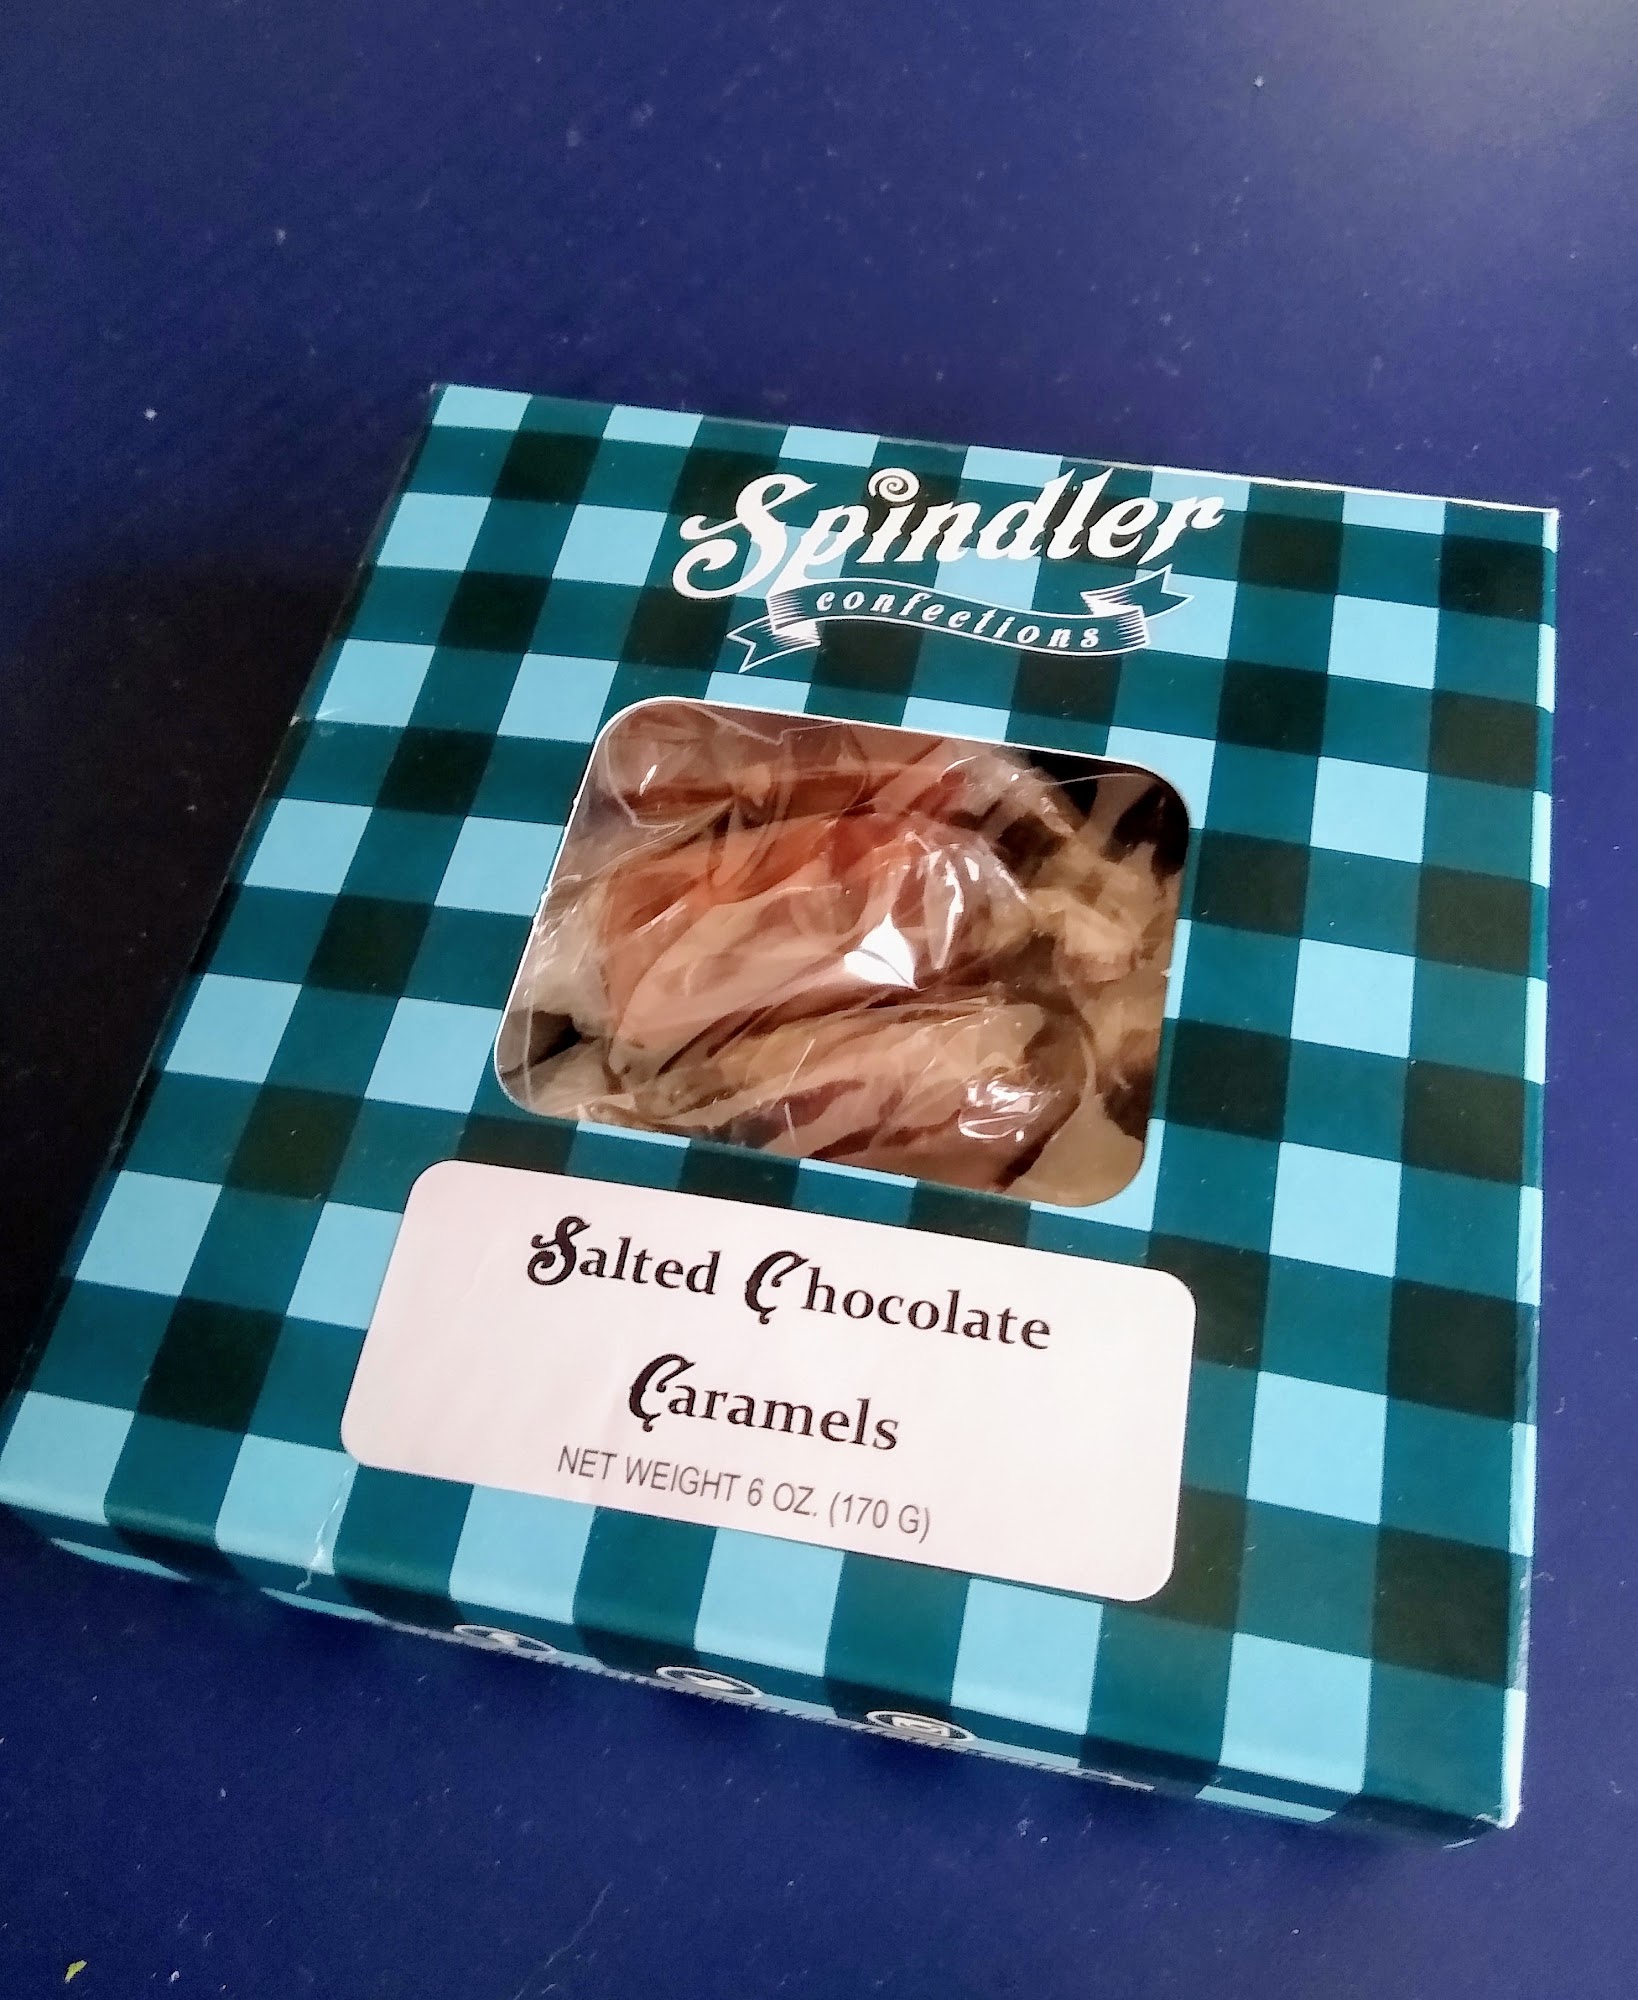 Spindler
confections
Salted Chocolate
Caramels
NET WEIGHT 6 OZ. (170 G)